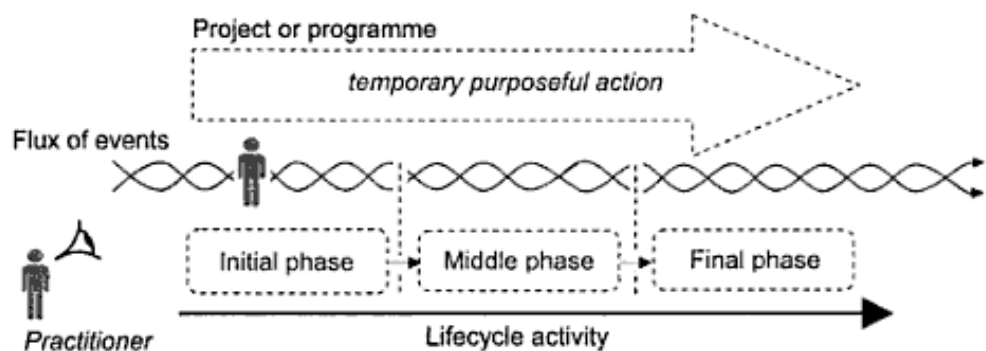 Project or programme
temporary purposeful action
Flux of events
Initial phase
Middle phase
Final phase
Practitioner
Lifecycle activity